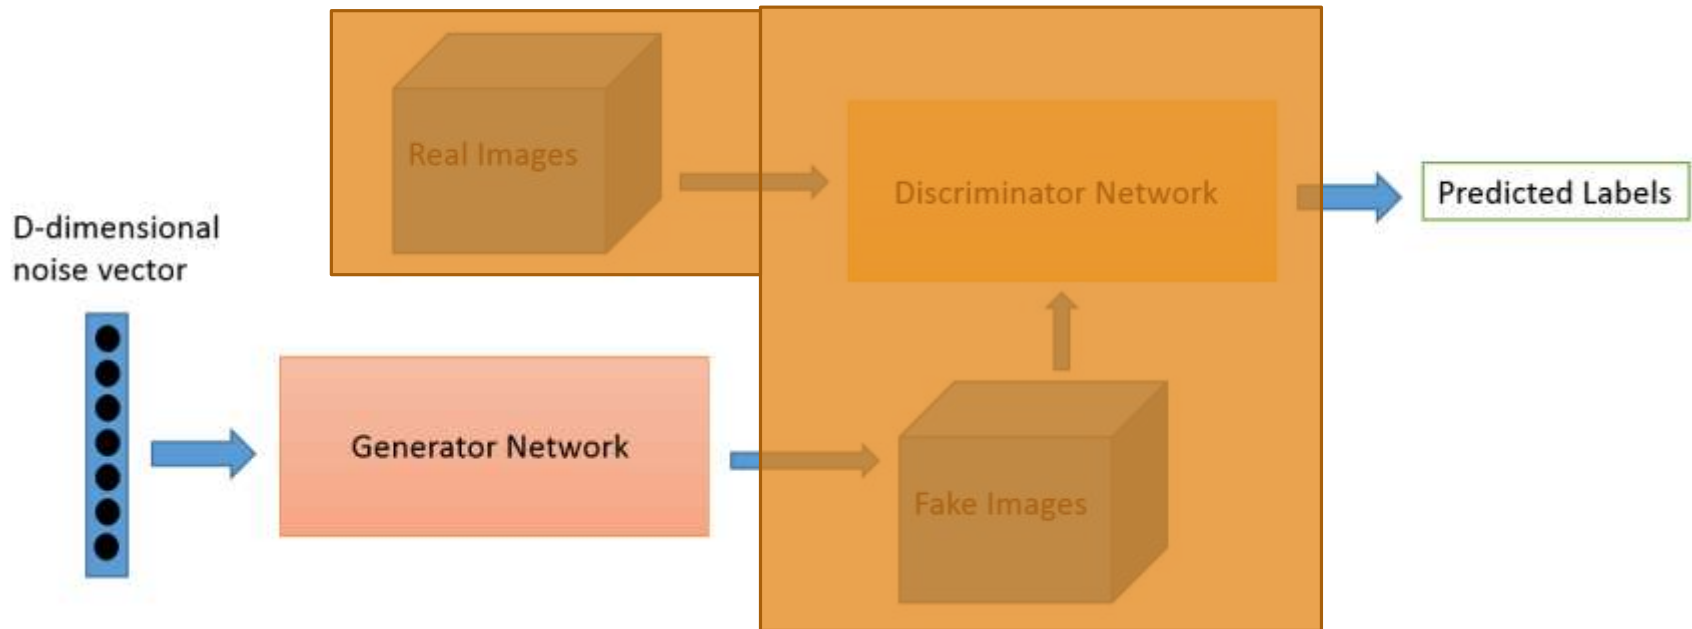 Real Images
Discriminator Network
Predicted Labels
D-dimensional
noise vector
Generator Network
Fake Images